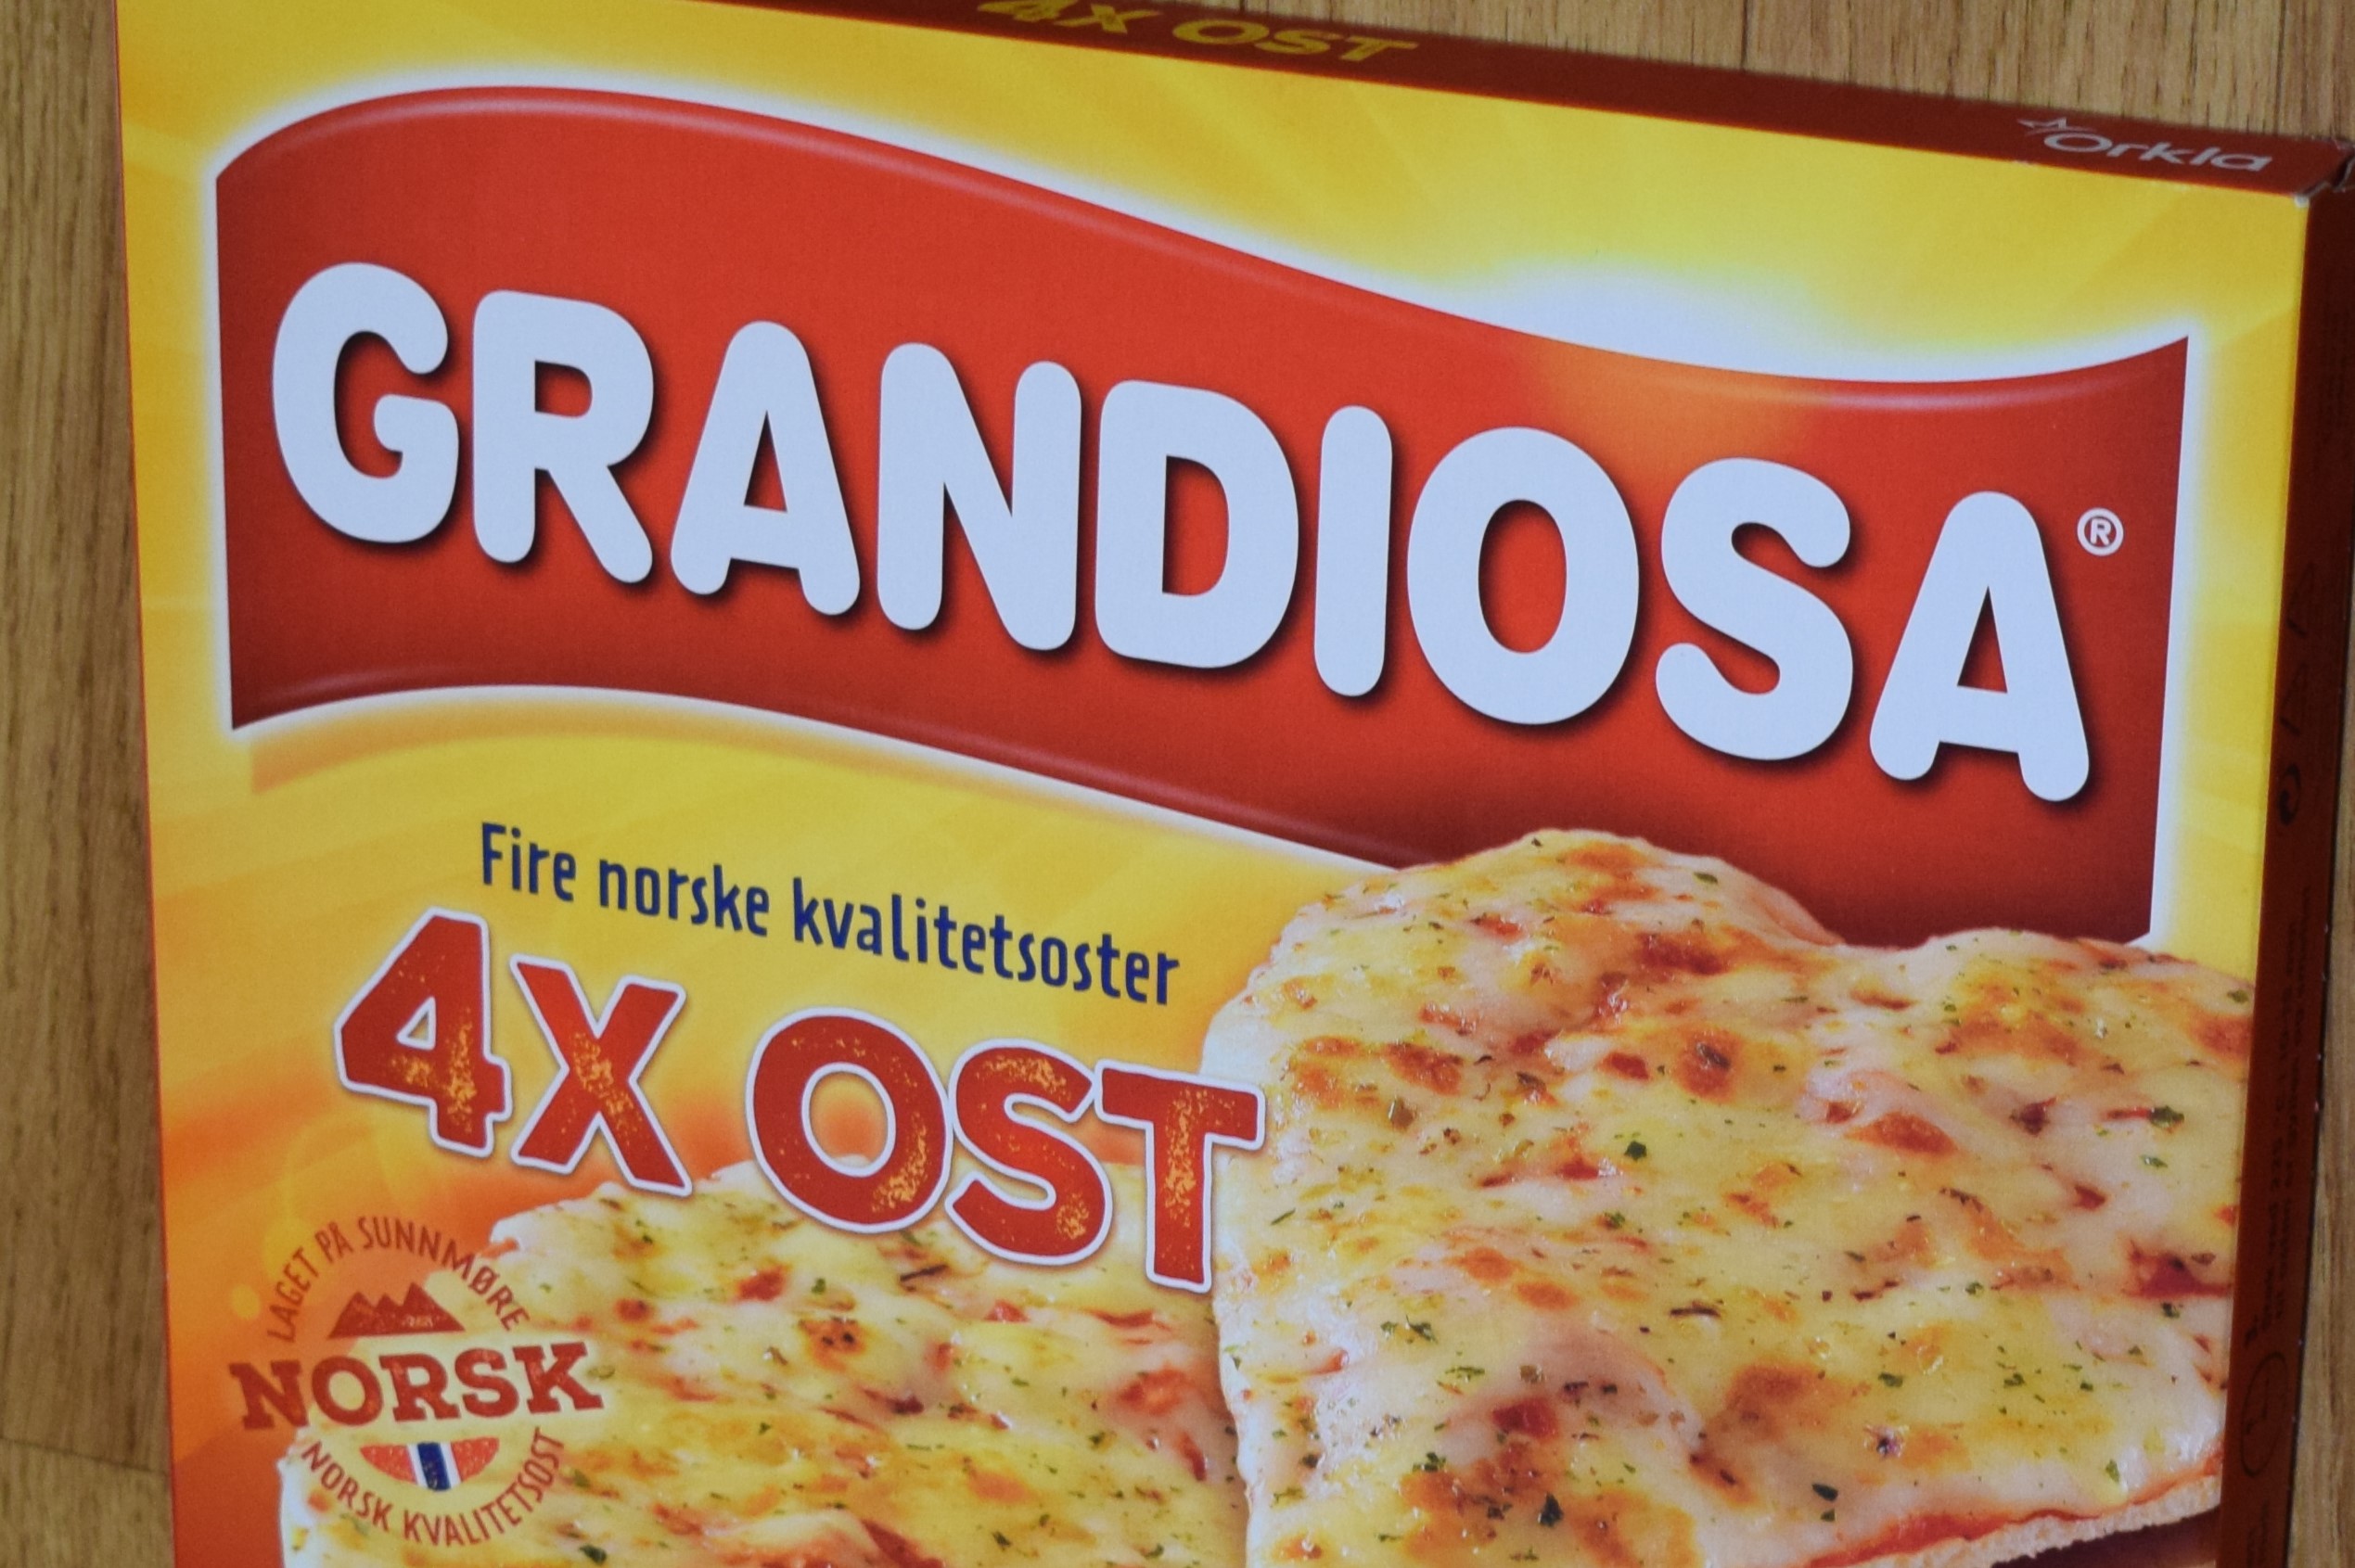 4X OST
Orkla
GRANDIOSA®
Fire norske kvalitetsoster
4X OST
LAGET PÅ SUNNMØRE
NORSK
NORSK KVALITETSOST